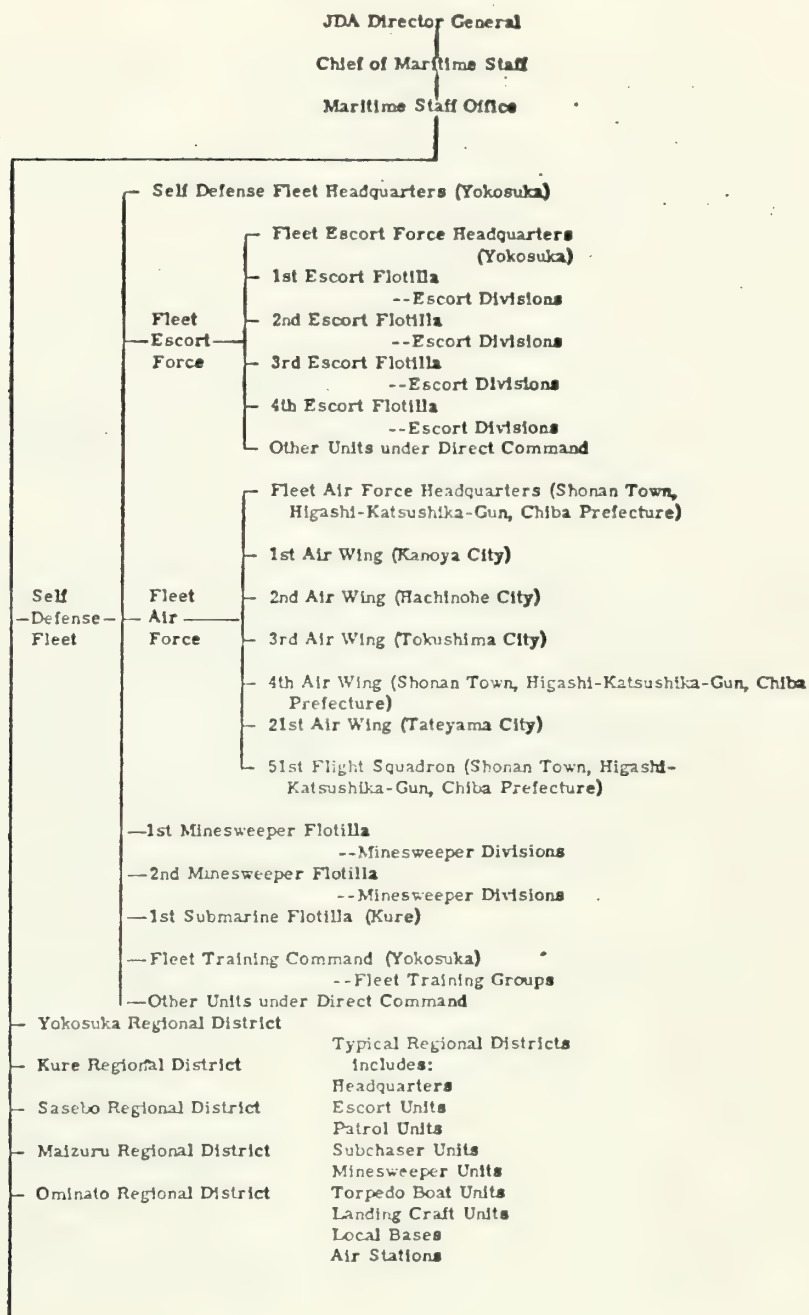 JDA Director General
Chief of Maritime Staff
Maritime Staff Office
Self Defense Fleet Headquarters (Yokosuka)
Fleet Escort Force Headquarters
(Yokosuka)
1st Escort Flotilla
--Escort Divisions
Fleet
Escort
Force
2nd Escort Flotilla
--Escort Divisions
3rd Escort Flotilla
--Escort Divisions
4th Escort Flotilla
--Escort Divisions
Other Units under Direct Command
Fleet Air Force Headquarters (Shonan Town,
Higashi-Katsushika-Gun, Chiba Prefecture)
1st Air Wing (Kanoya City)
Self
Defense
Fleet
Fleet
Air
Force
2nd Air Wing (Hachinohe City)
3rd Air Wing (Tokushima City)
4th Air Wing (Shonan Town, Higashi-Katsushika-Gun, Chiba
Prefecture)
21st Air Wing (Tateyama City)
51st Flight Squadron (Shonan Town, Higashi-
Katsushika-Gun, Chiba Prefecture)
1st Minesweeper Flotilla
--Minesweeper Divisions
2nd Minesweeper Flotilla
--Minesweeper Divisions
1st Submarine Flotilla (Kure)
Fleet Training Command (Yokosuka)
--Fleet Training Groups
Other Units under Direct Command
Yokosuka Regional District
Kure Regional District
Sasebo Regional District
Maizuru Regional District
Ominato Regional District
Typical Regional Districts
includes:
Headquarters
Escort Units
Patrol Units
Subchaser Units
Minesweeper Units
Torpedo Boat Units
Landing Craft Units
Local Bases
Air Stations